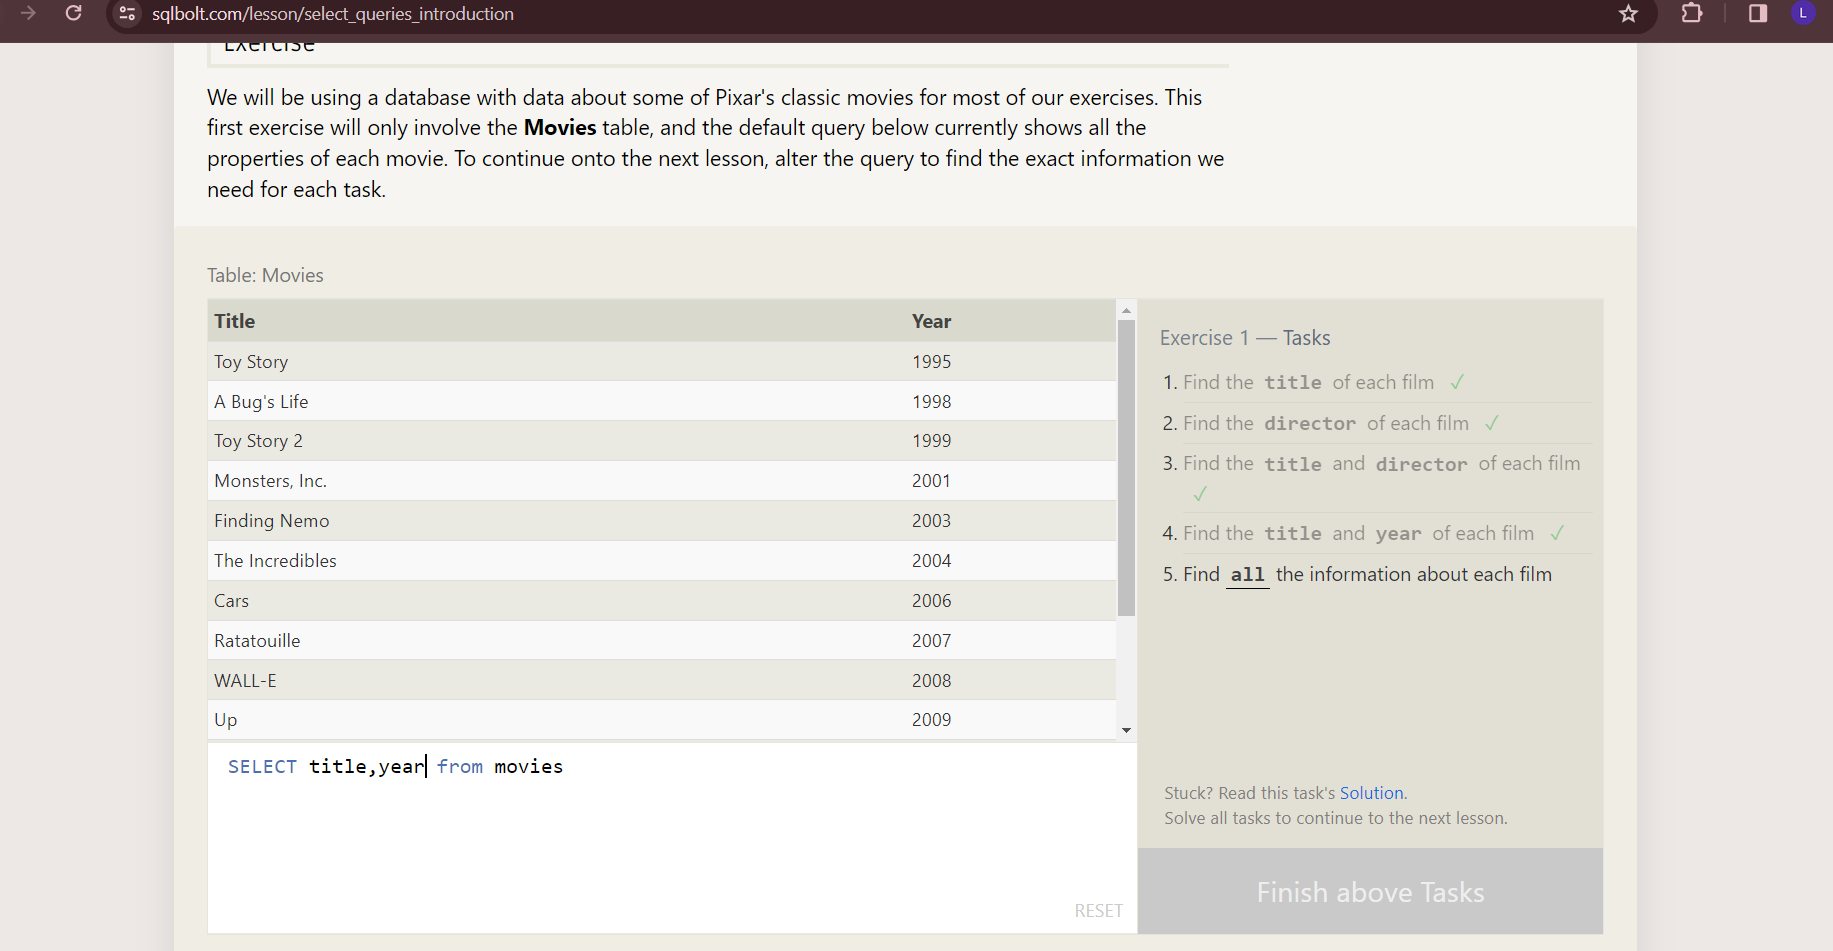 sqlbolt.com/lesson/select_queries_introduction
L
Exercise
We will be using a database with data about some of Pixar's classic movies for most of our exercises. This
first exercise will only involve the Movies table, and the default query below currently shows all the
properties of each movie. To continue onto the next lesson, alter the query to find the exact information we
need for each task.
Table: Movies
Title Year
Toy Story 1995
A Bug's Life 1998
Toy Story 2 1999
Monsters, Inc. 2001
Finding Nemo 2003
The Incredibles 2004
Cars 2006
Ratatouille 2007
WALL-E 2008
Up 2009
SELECT title,year from movies
RESET
Exercise 1 — Tasks
1. Find the title of each film ✓
2. Find the director of each film ✓
3. Find the title and director of each film
✓
4. Find the title and year of each film ✓
5. Find all the information about each film
Stuck? Read this task's Solution.
Solve all tasks to continue to the next lesson.
Finish above Tasks